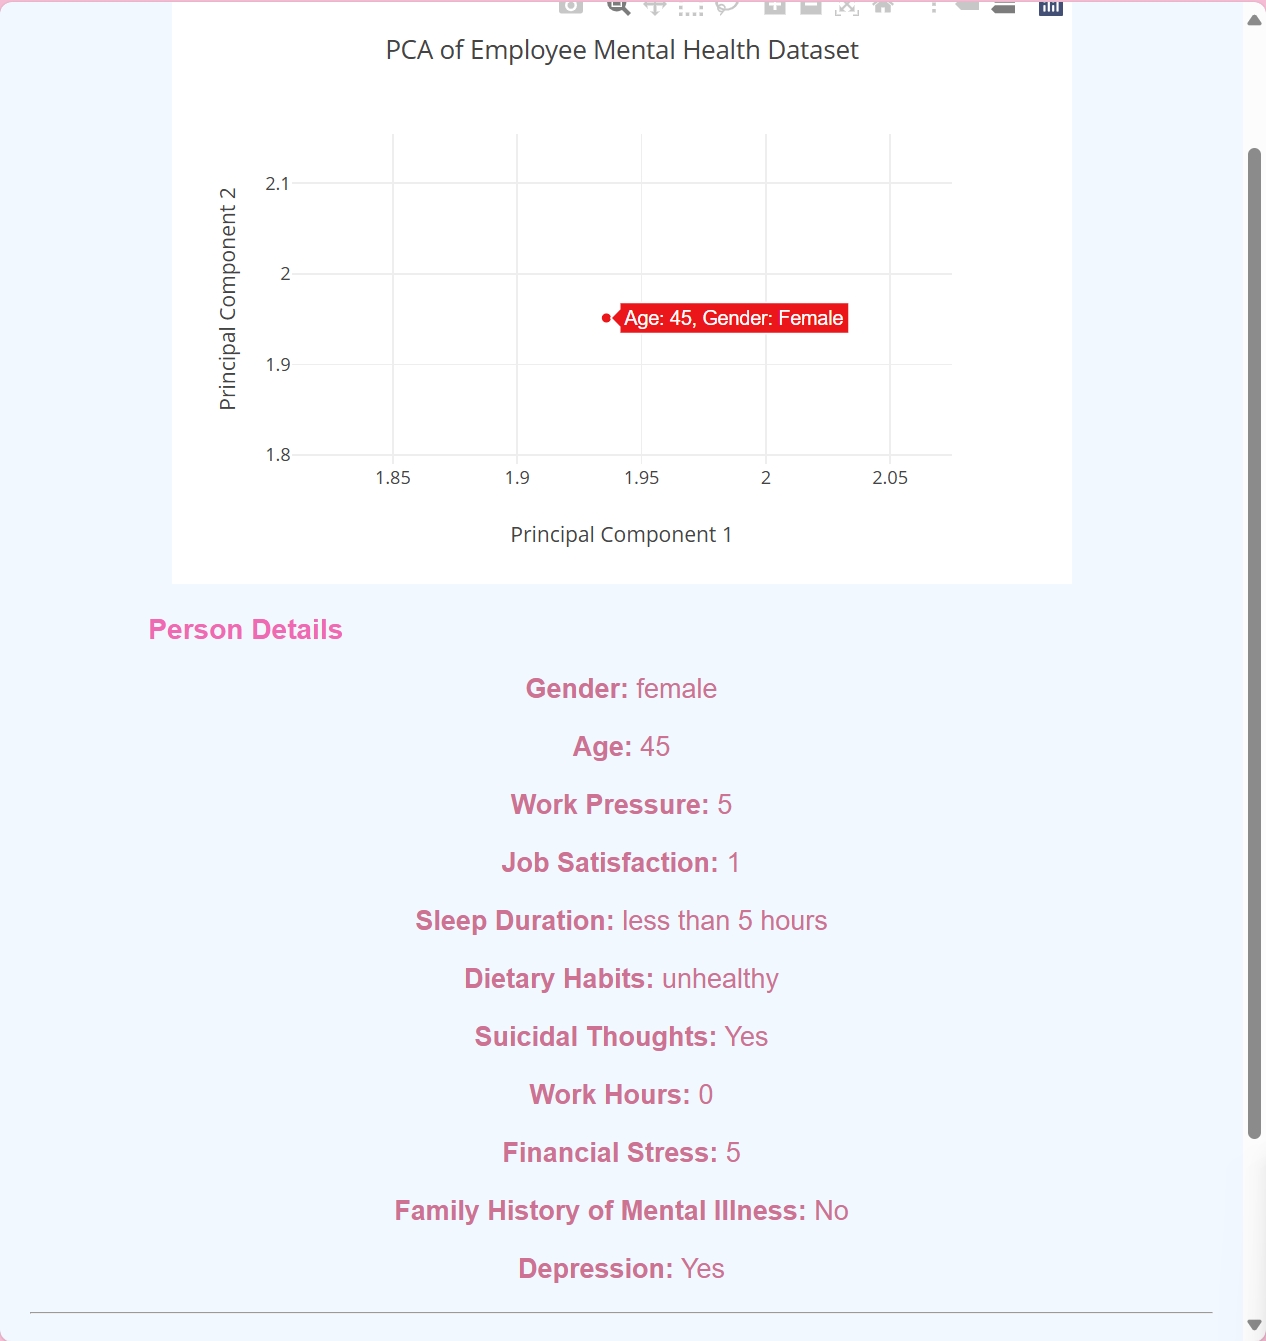 PCA of Employee Mental Health Dataset
2.1
2
1.9
1.8
Principal Component 2
Age: 45, Gender: Female
1.85
1.9
1.95
2
2.05
Principal Component 1
Person Details
Gender: female
Age: 45
Work Pressure: 5
Job Satisfaction: 1
Sleep Duration: less than 5 hours
Dietary Habits: unhealthy
Suicidal Thoughts: Yes
Work Hours: 0
Financial Stress: 5
Family History of Mental Illness: No
Depression: Yes